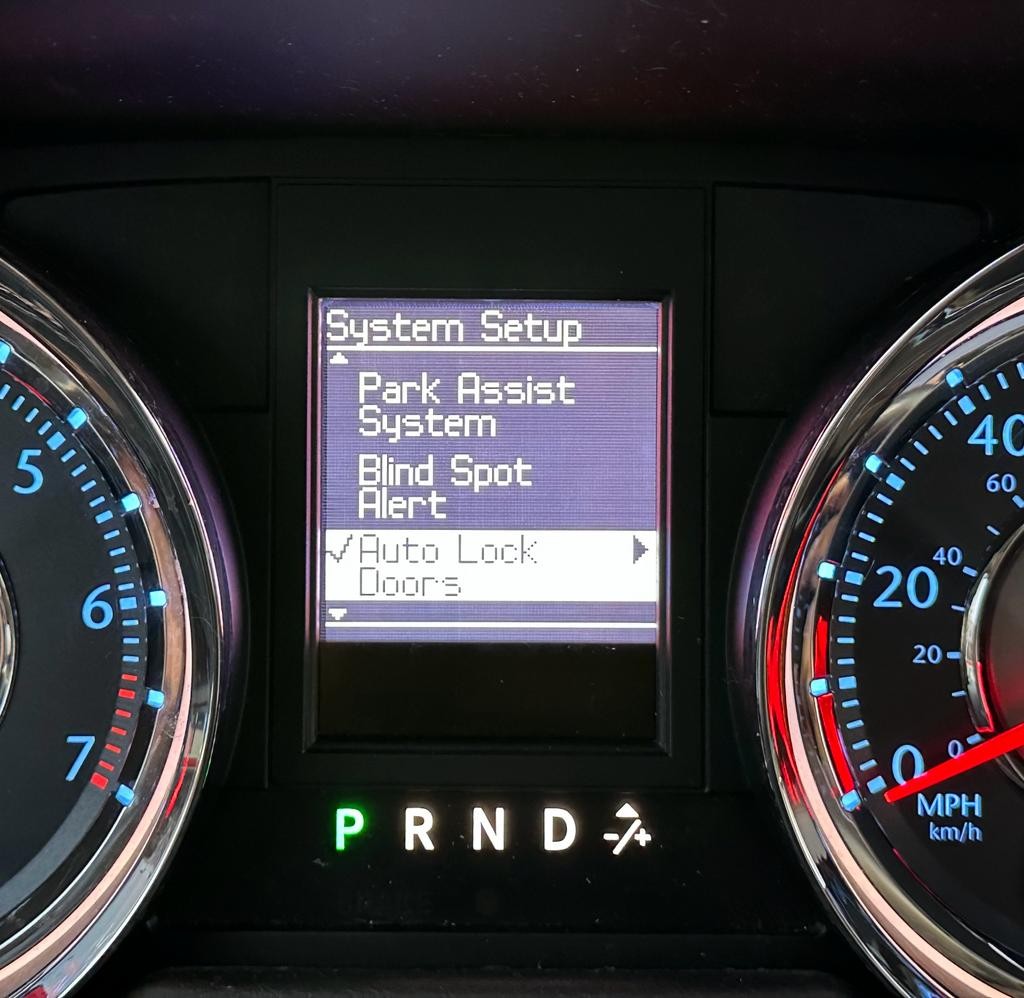 System Setup
Park Assist
System
Blind Spot
Alert
Auto Lock
Doors
5
6
7
40
60
40
20
20
0
0
MPH
km/h
P R N D -/+